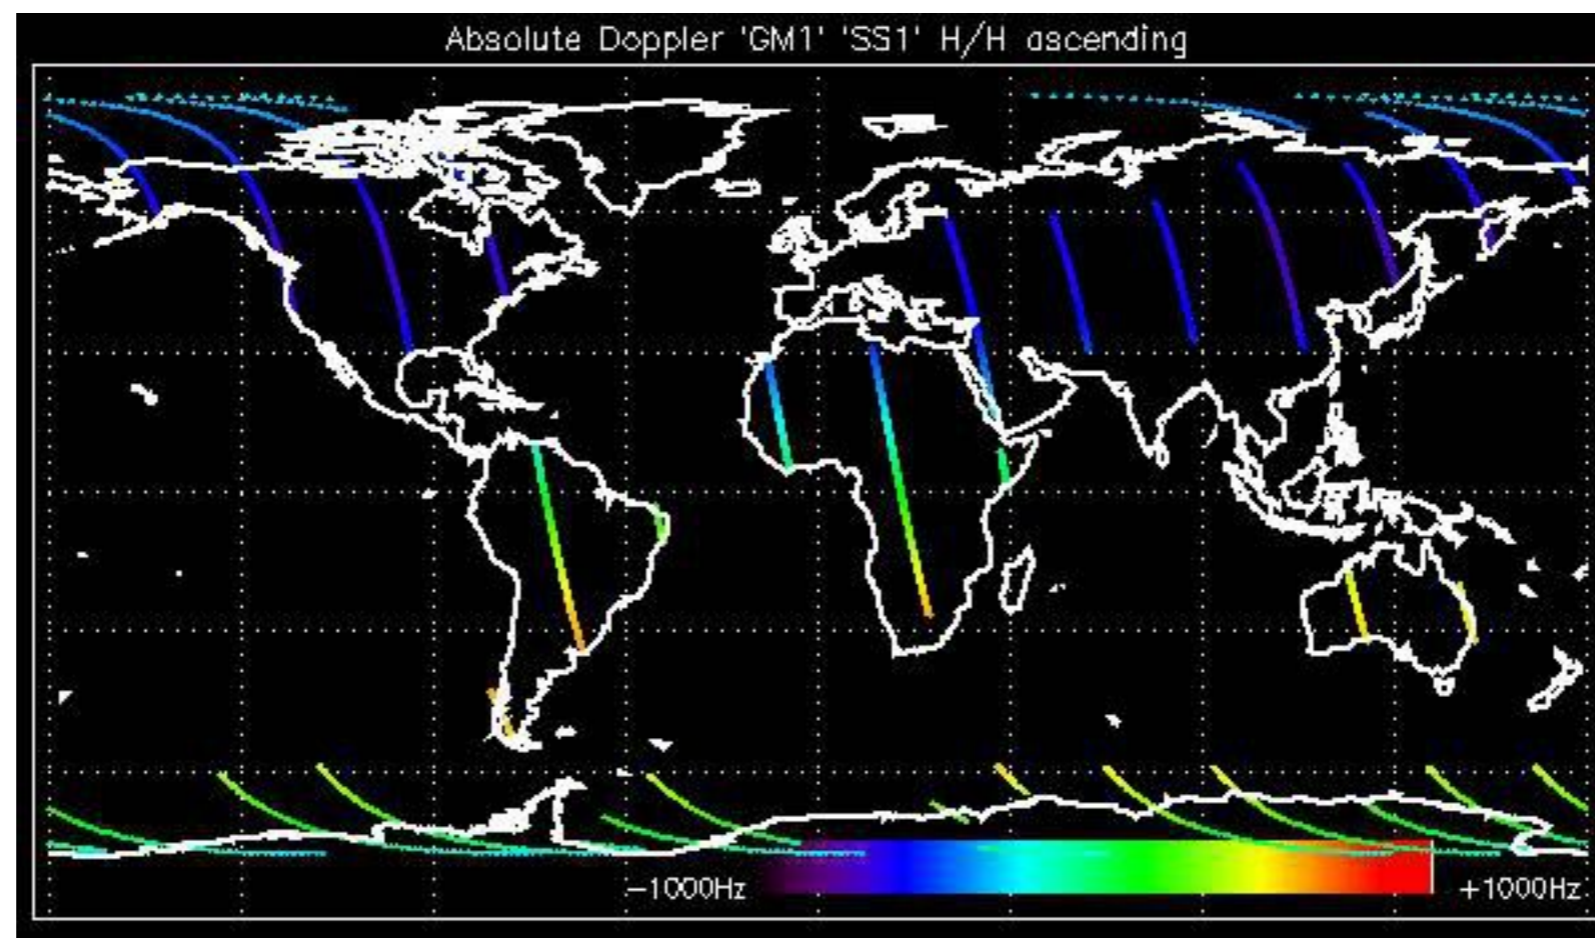 Absolute Doppler 'GM1' 'SS1' H/H ascending
−1000Hz
+1000Hz